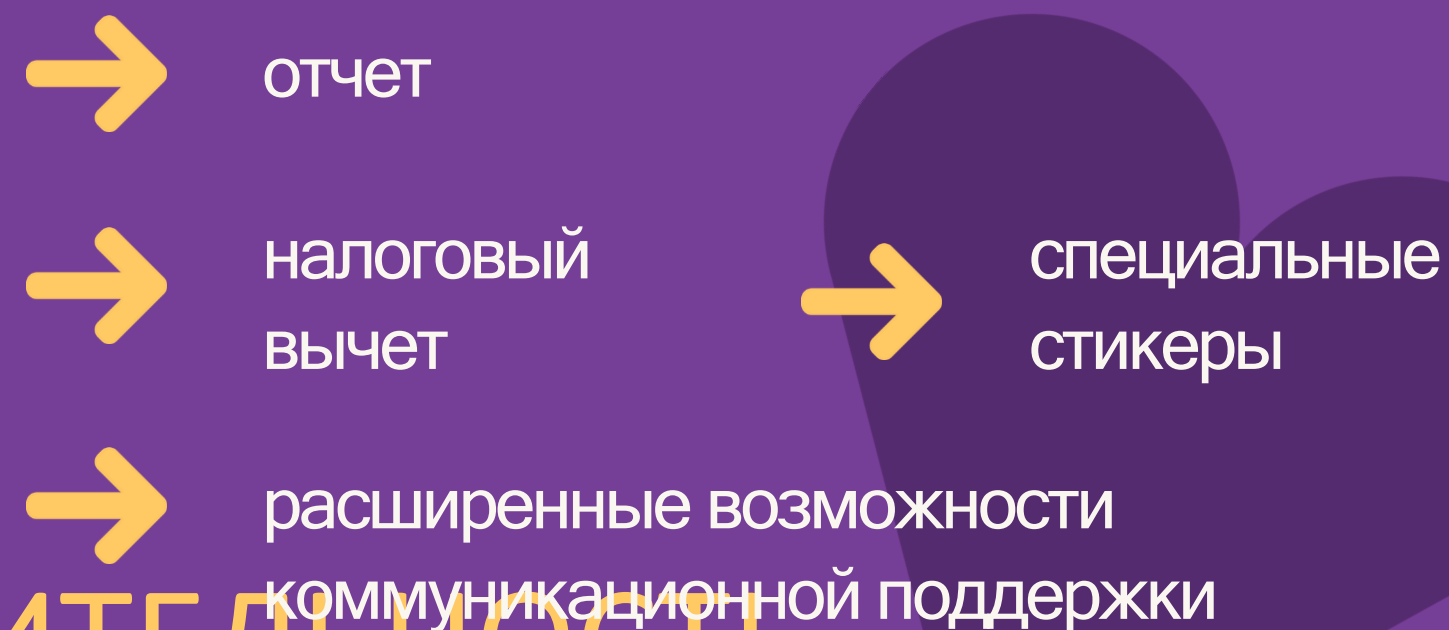 отчет
налоговый
вычет
специальные
стикеры
расширенные возможности
коммуникационной поддержки